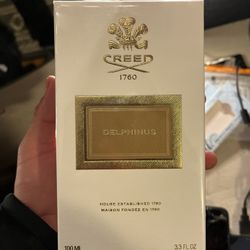 CREED
1760
DELPHINUS
HOUSE ESTABLISHED 1760
MAISON FONDÉE EN 1760
100 ML 3.3 FL OZ